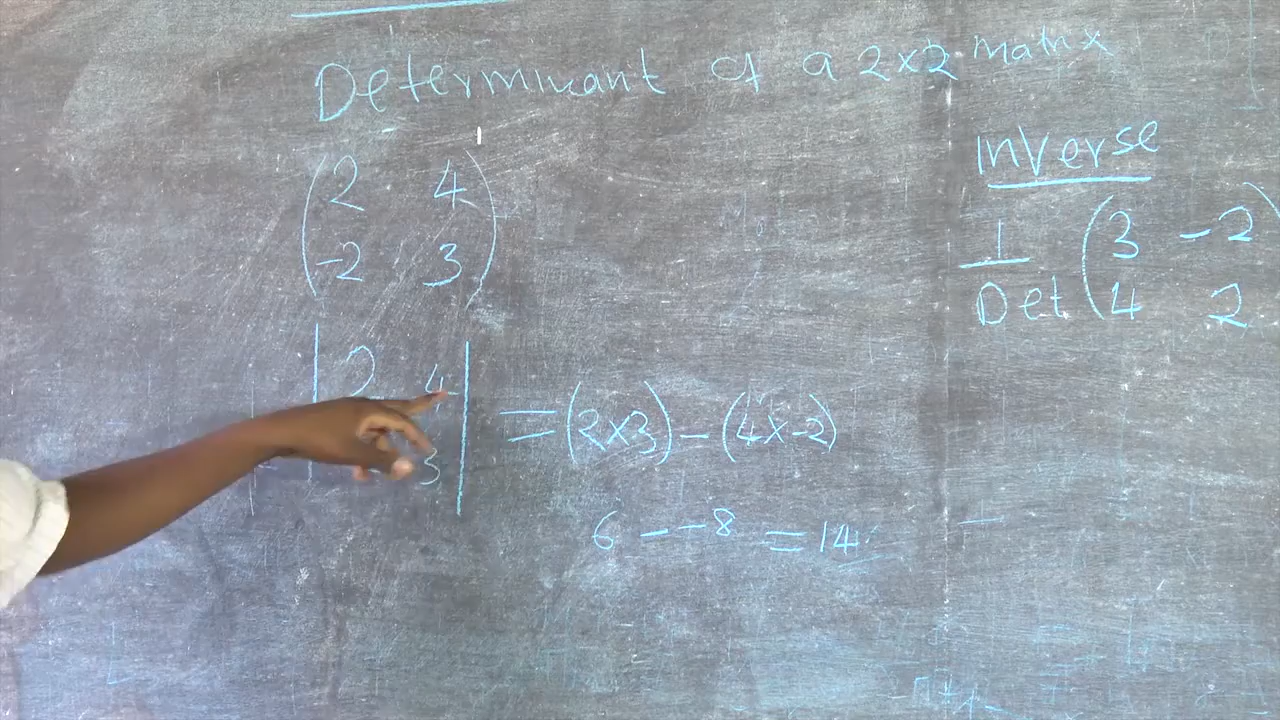 Determinant of a 2x2 matrix
(2 4
-2 3)
|2 4
3|
= (2x3) - (4x-2)
6 - -8 = 14
Inverse
1
Det
(3 -2)
4 2